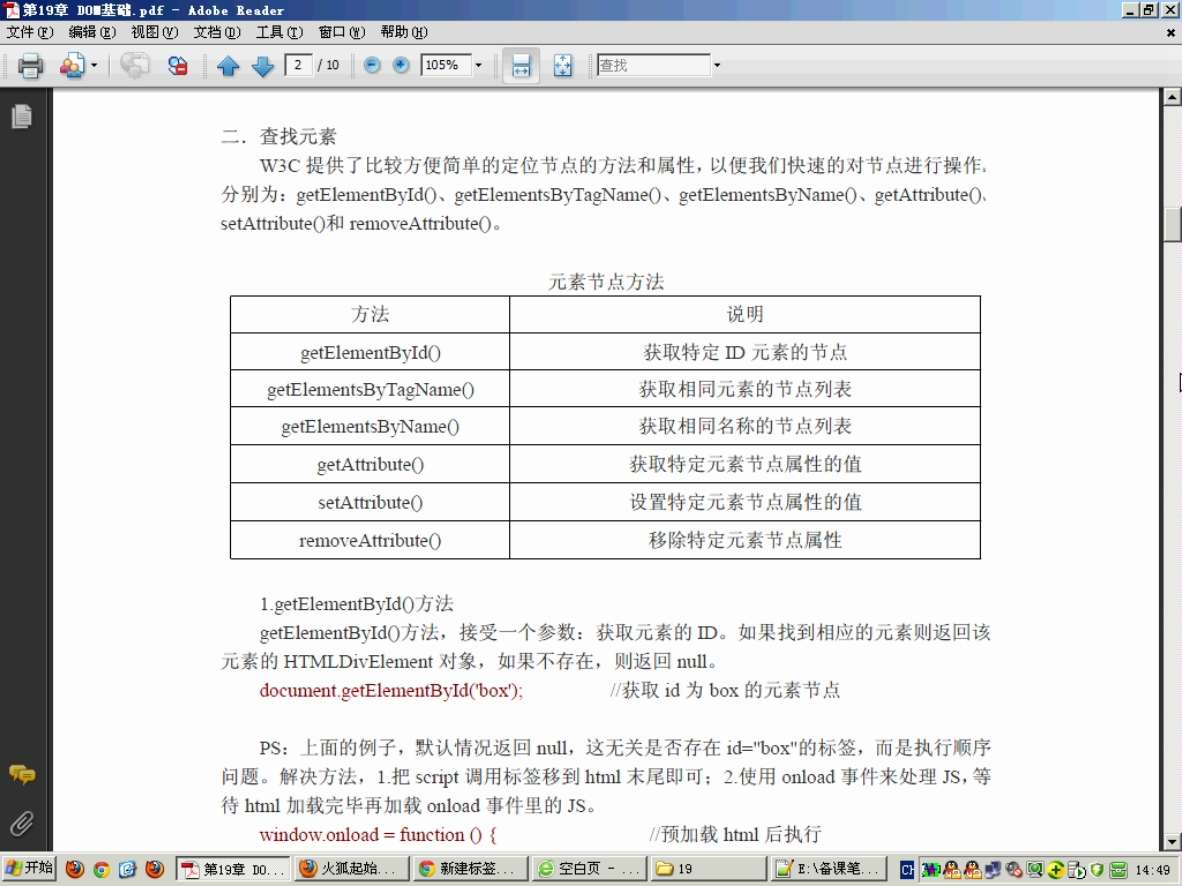 第19章 DOM基础.pdf - Adobe Reader
文件(F) 编辑(E) 视图(V) 文档(D) 工具(T) 窗口(W) 帮助(H)
2 / 10 105% 查找
二．查找元素
W3C 提供了比较方便简单的定位节点的方法和属性，以便我们快速的对节点进行操作。
分别为：getElementById()、getElementsByTagName()、getElementsByName()、getAttribute()、
setAttribute()和 removeAttribute()。
元素节点方法
方法 说明
getElementById() 获取特定 ID 元素的节点
getElementsByTagName() 获取相同元素的节点列表
getElementsByName() 获取相同名称的节点列表
getAttribute() 获取特定元素节点属性的值
setAttribute() 设置特定元素节点属性的值
removeAttribute() 移除特定元素节点属性
1.getElementById()方法
getElementById()方法，接受一个参数：获取元素的 ID。如果找到相应的元素则返回该
元素的 HTMLDivElement 对象，如果不存在，则返回 null。
document.getElementById('box'); //获取 id 为 box 的元素节点
PS：上面的例子，默认情况返回 null，这无关是否存在 id="box"的标签，而是执行顺序
问题。解决方法，1.把 script 调用标签移到 html 末尾即可；2.使用 onload 事件来处理 JS，等
待 html 加载完毕再加载 onload 事件里的 JS。
window.onload = function () { //预加载 html 后执行
开始 第19章 DO... 火狐起始... 新建标签... 空白页 - ... 19 E:\备课笔... CH 14:49